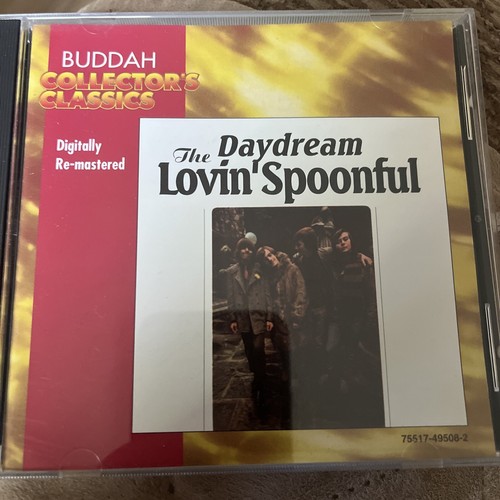 BUDDAH
COLLECTOR'S
CLASSICS
Digitally
Re-mastered
Daydream
The
Lovin' Spoonful
75517-49508-2